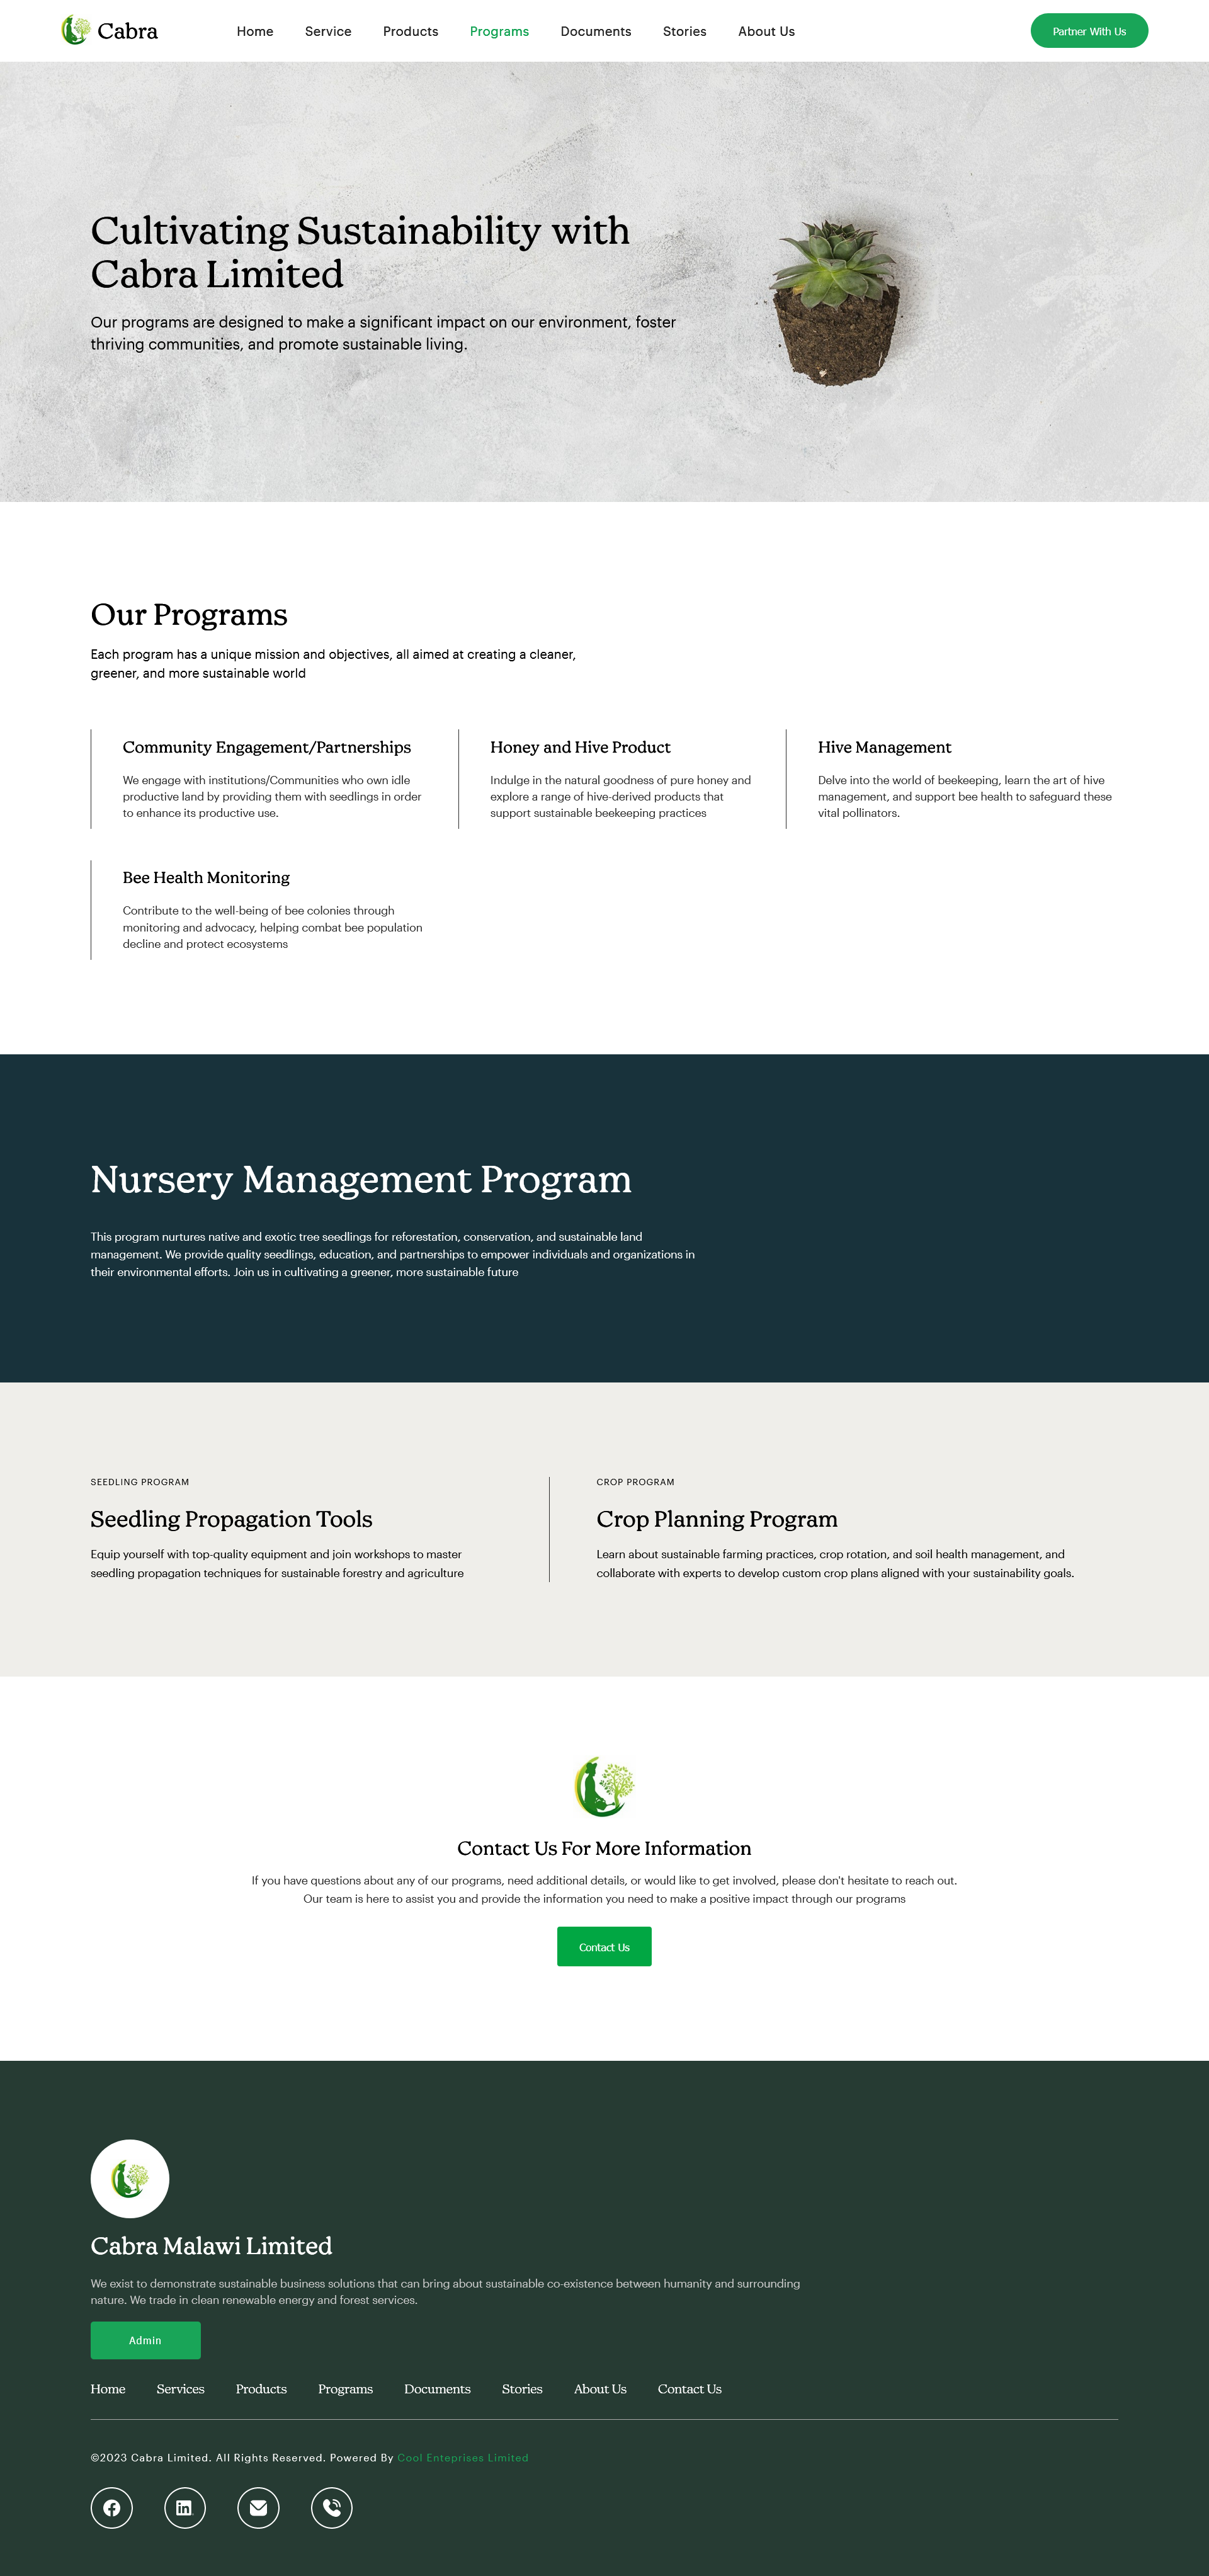 Cabra
Home
Service
Products
Programs
Documents
Stories
About Us
Partner With Us
Cultivating Sustainability with
Cabra Limited
Our programs are designed to make a significant impact on our environment, foster
thriving communities, and promote sustainable living.
Our Programs
Each program has a unique mission and objectives, all aimed at creating a cleaner,
greener, and more sustainable world
Community Engagement/Partnerships
We engage with institutions/Communities who own idle
productive land by providing them with seedlings in order
to enhance its productive use.
Honey and Hive Product
Indulge in the natural goodness of pure honey and
explore a range of hive-derived products that
support sustainable beekeeping practices
Hive Management
Delve into the world of beekeeping, learn the art of hive
management, and support bee health to safeguard these
vital pollinators.
Bee Health Monitoring
Contribute to the well-being of bee colonies through
monitoring and advocacy, helping combat bee population
decline and protect ecosystems
Nursery Management Program
This program nurtures native and exotic tree seedlings for reforestation, conservation, and sustainable land
management. We provide quality seedlings, education, and partnerships to empower individuals and organizations in
their environmental efforts. Join us in cultivating a greener, more sustainable future
SEEDLING PROGRAM
Seedling Propagation Tools
Equip yourself with top-quality equipment and join workshops to master
seedling propagation techniques for sustainable forestry and agriculture
CROP PROGRAM
Crop Planning Program
Learn about sustainable farming practices, crop rotation, and soil health management, and
collaborate with experts to develop custom crop plans aligned with your sustainability goals.
Contact Us For More Information
If you have questions about any of our programs, need additional details, or would like to get involved, please don't hesitate to reach out.
Our team is here to assist you and provide the information you need to make a positive impact through our programs
Contact Us
Cabra Malawi Limited
We exist to demonstrate sustainable business solutions that can bring about sustainable co-existence between humanity and surrounding
nature. We trade in clean renewable energy and forest services.
Admin
Home
Services
Products
Programs
Documents
Stories
About Us
Contact Us
©2023 Cabra Limited. All Rights Reserved. Powered By Cool Enteprises Limited